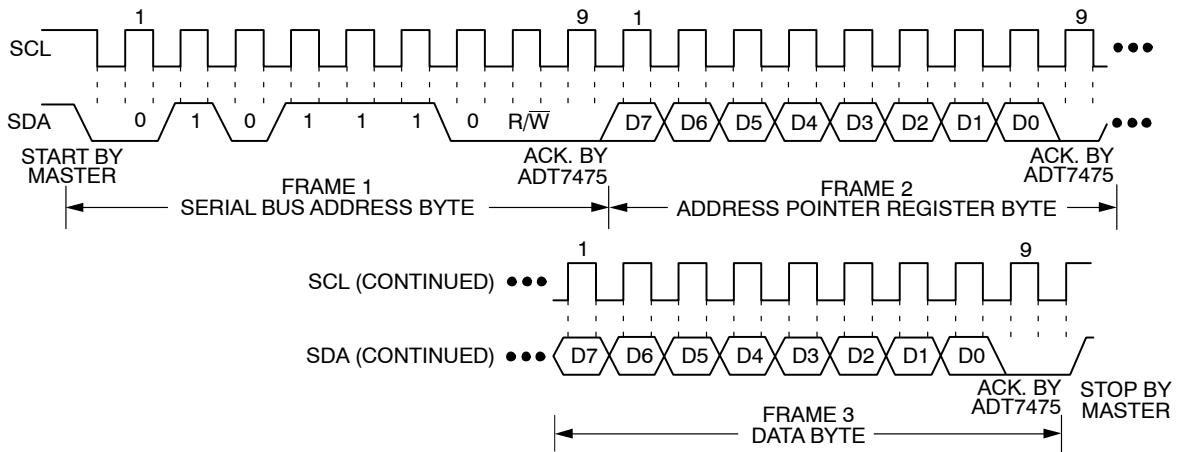 1 9 1 9
SCL
SDA 0 1 0 1 1 1 0 R/W̅ D7 D6 D5 D4 D3 D2 D1 D0
START BY
MASTER
ACK. BY
ADT7475
ACK. BY
ADT7475
FRAME 1
SERIAL BUS ADDRESS BYTE
FRAME 2
ADDRESS POINTER REGISTER BYTE
1 9
SCL (CONTINUED)
SDA (CONTINUED) D7 D6 D5 D4 D3 D2 D1 D0
ACK. BY
ADT7475
STOP BY
MASTER
FRAME 3
DATA BYTE